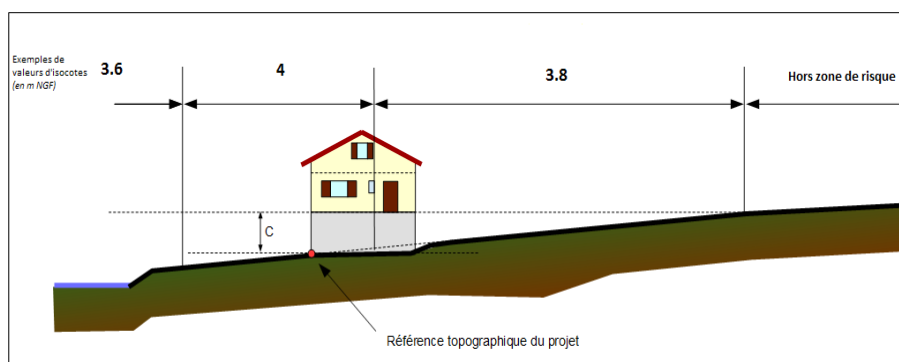 Exemples de
valeurs d'isocotes
(en m NGF)
3.6
4
3.8
Hors zone de risque
C
Référence topographique du projet